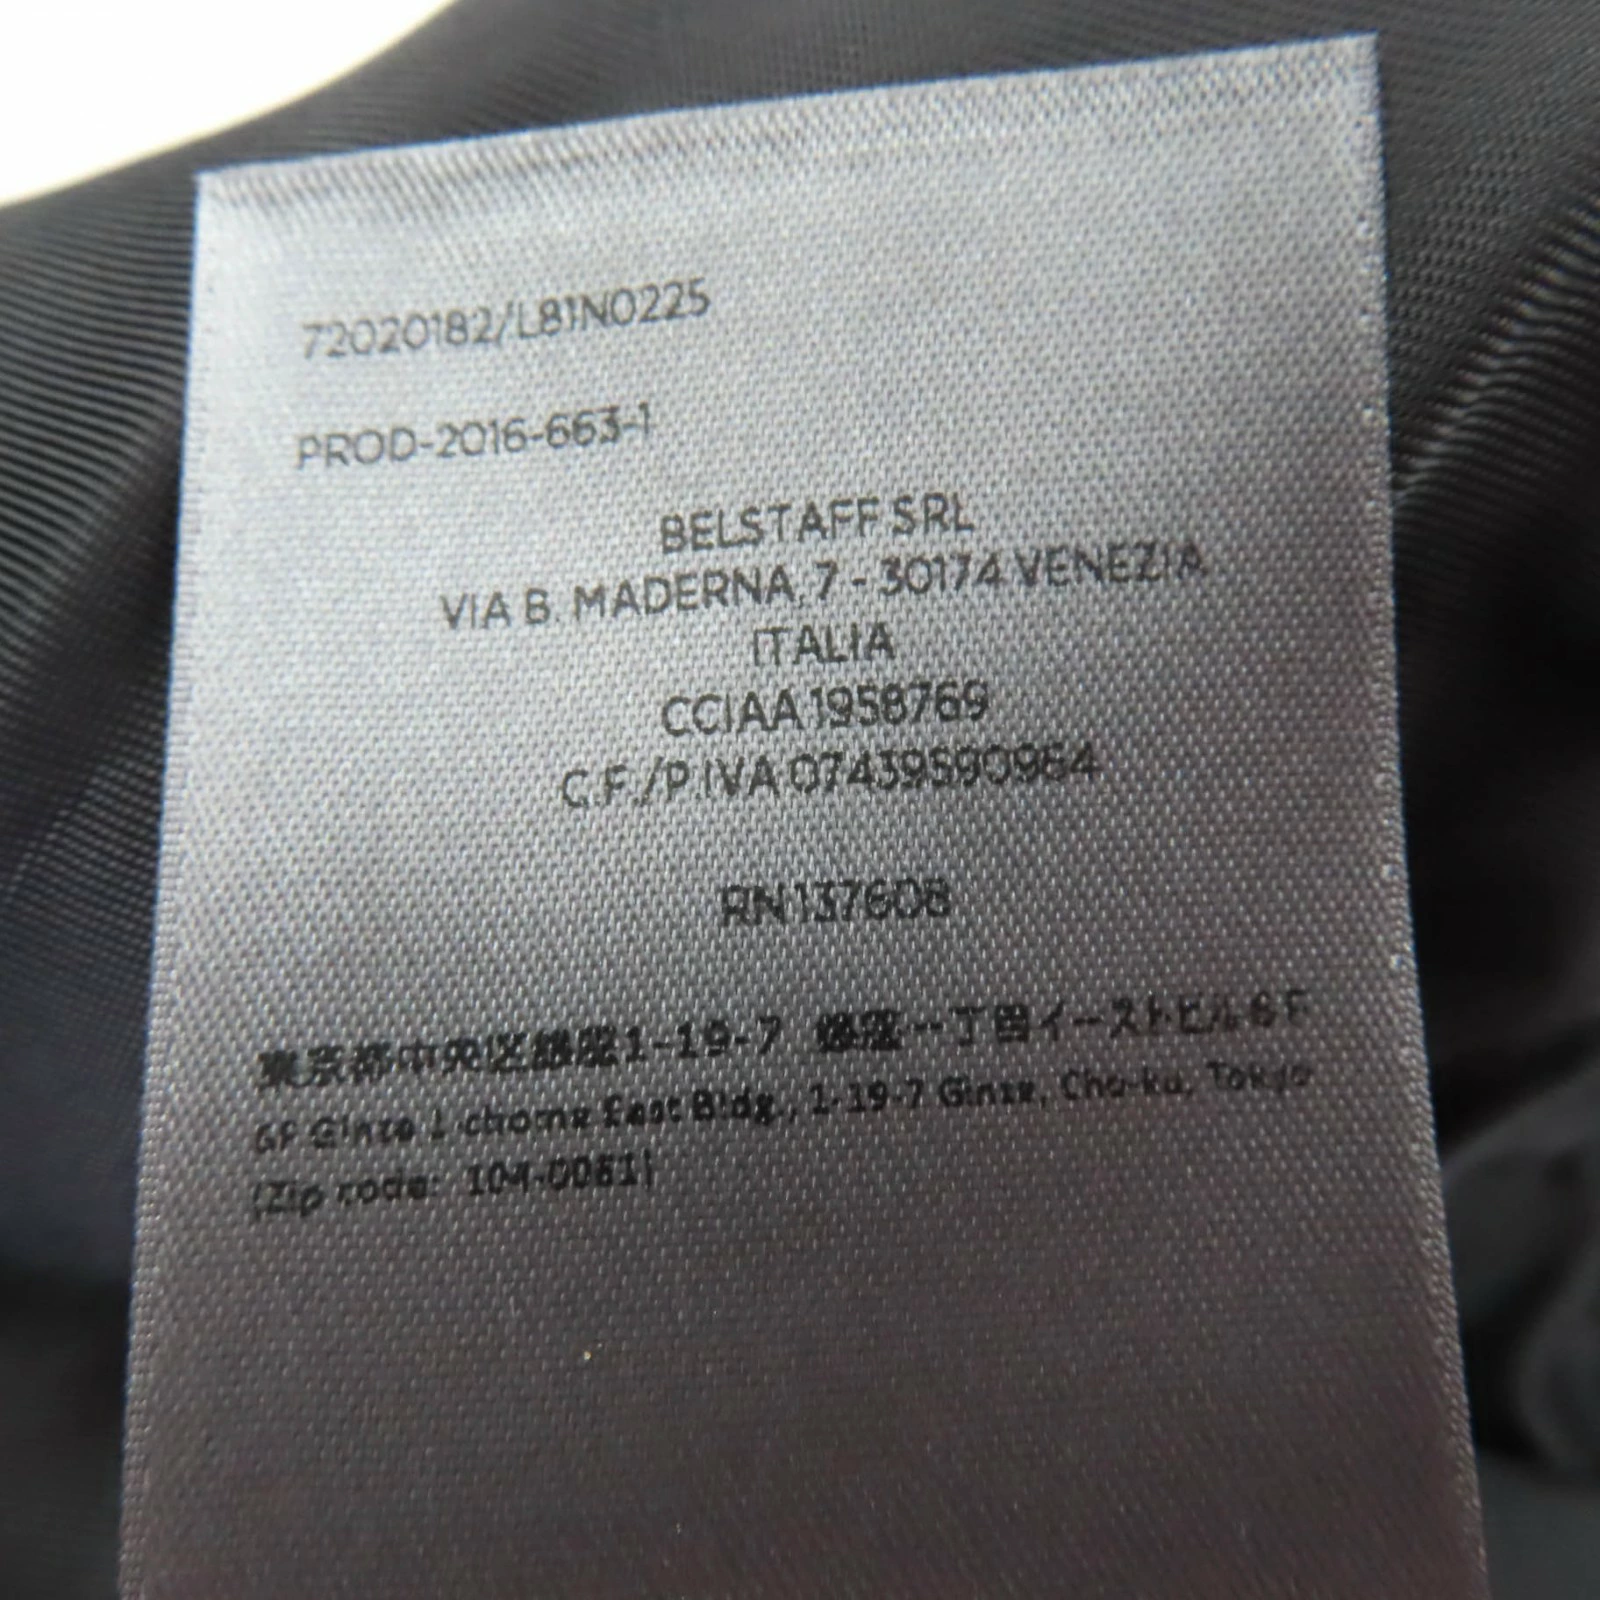 72020182/L81N0225
PROD-2016-663-1
BELSTAFF SRL
VIA B. MADERNA, 7 - 30174 VENEZIA
ITALIA
CCIAA 1958769
C.F./P.IVA 07439590964
RN 137608
東京都中央区銀座1-19-7 銀座一丁目イーストビル6F
6F Ginza 1-chome East Bldg., 1-19-7 Ginza, Chu-ku, Tokyo
(Zip code: 104-0061)